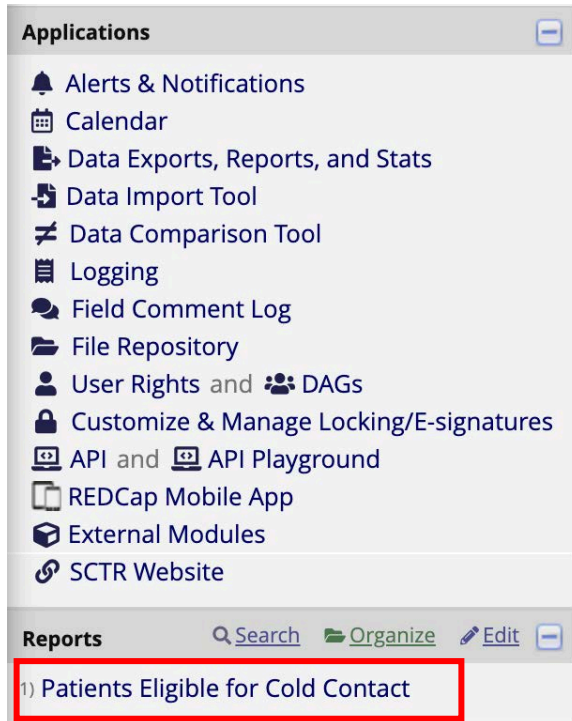 Applications
Alerts & Notifications
Calendar
Data Exports, Reports, and Stats
Data Import Tool
Data Comparison Tool
Logging
Field Comment Log
File Repository
User Rights and DAGs
Customize & Manage Locking/E-signatures
API and API Playground
REDCap Mobile App
External Modules
SCTR Website
Reports Search Organize Edit
1) Patients Eligible for Cold Contact